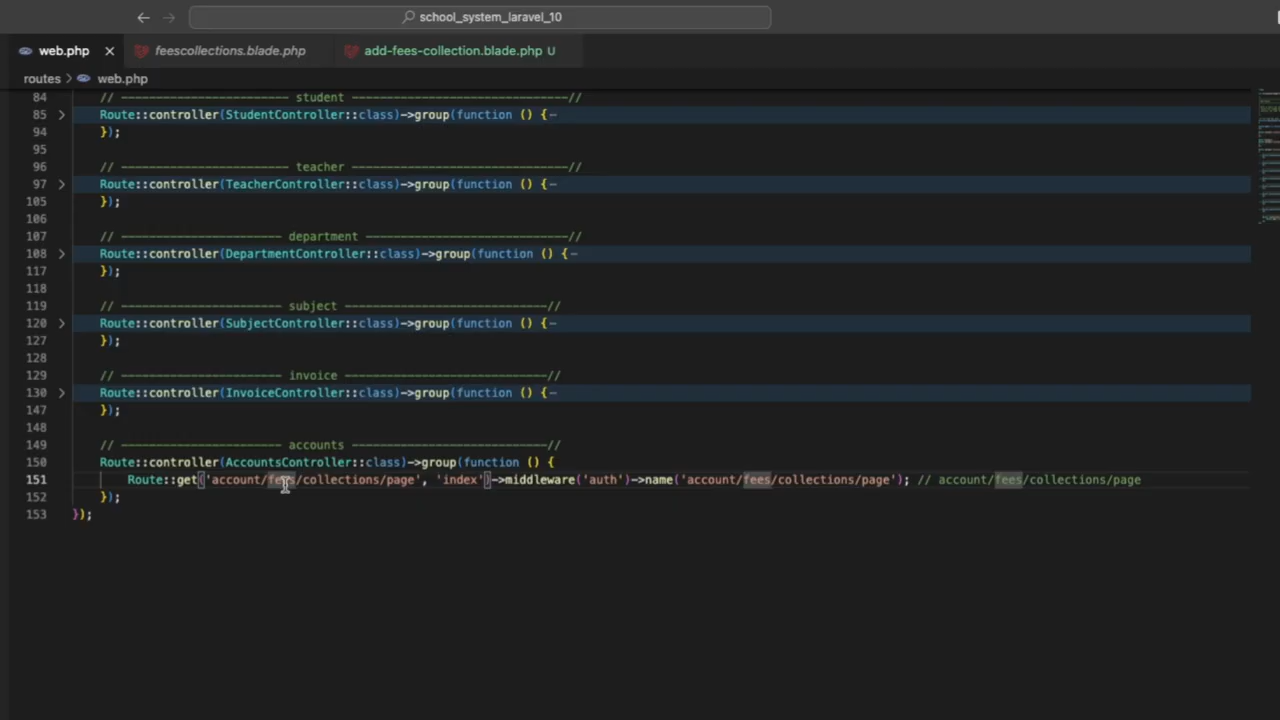 school_system_laravel_10
web.php feescollections.blade.php add-fees-collection.blade.php U
routes > web.php
84 // ———————————————————————— student ————————————————————————————————//
85 Route::controller(StudentController::class)->group(function () {
94 });
95
96 // ———————————————————————— teacher ————————————————————————————————//
97 Route::controller(TeacherController::class)->group(function () {
105 });
106
107 // ——————————————————————— department ———————————————————————————————//
108 Route::controller(DepartmentController::class)->group(function () {
117 });
118
119 // ——————————————————————— subject —————————————————————————————//
120 Route::controller(SubjectController::class)->group(function () {
127 });
128
129 // ——————————————————————— invoice —————————————————————————————//
130 Route::controller(InvoiceController::class)->group(function () {
147 });
148
149 // ——————————————————————— accounts ————————————————————————————//
150 Route::controller(AccountsController::class)->group(function () {
151 Route::get('account/fees/collections/page', 'index')->middleware('auth')->name('account/fees/collections/page'); // account/fees/collections/page
152 });
153 });